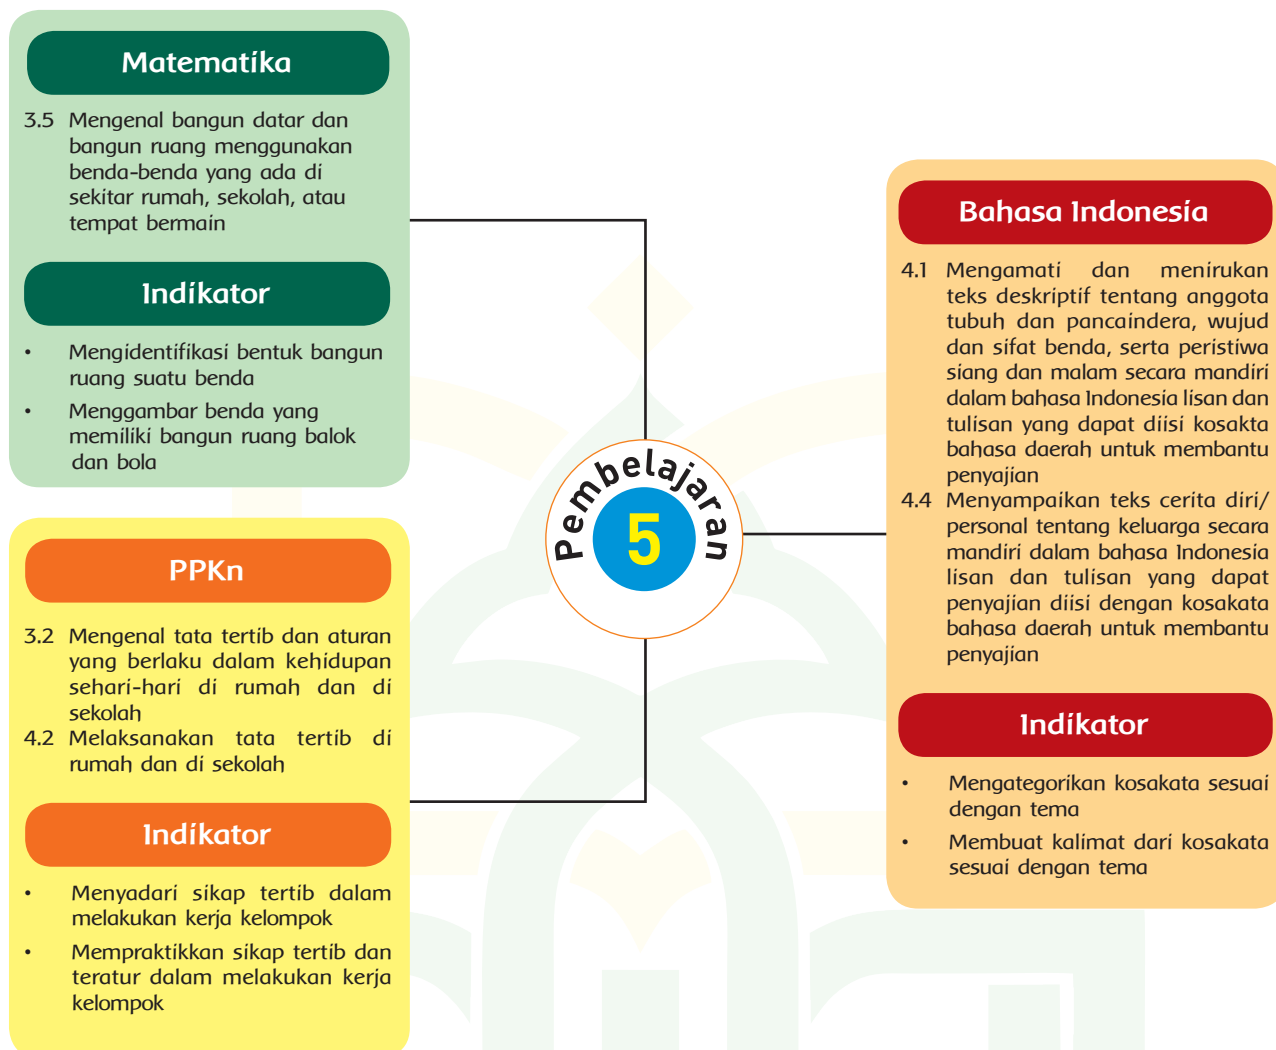 Matematika
3.5 Mengenal bangun datar dan
bangun ruang menggunakan
benda-benda yang ada di
sekitar rumah, sekolah, atau
tempat bermain
Indikator
• Mengidentifikasi bentuk bangun
ruang suatu benda
• Menggambar benda yang
memiliki bangun ruang balok
dan bola
PPKn
3.2 Mengenal tata tertib dan aturan
yang berlaku dalam kehidupan
sehari-hari di rumah dan di
sekolah
4.2 Melaksanakan tata tertib di
rumah dan di sekolah
Indikator
• Menyadari sikap tertib dalam
melakukan kerja kelompok
• Mempraktikkan sikap tertib dan
teratur dalam melakukan kerja
kelompok
Pembelajaran
5
Bahasa Indonesia
4.1 Mengamati dan menirukan
teks deskriptif tentang anggota
tubuh dan pancaindera, wujud
dan sifat benda, serta peristiwa
siang dan malam secara mandiri
dalam bahasa Indonesia lisan dan
tulisan yang dapat diisi kosakta
bahasa daerah untuk membantu
penyajian
4.4 Menyampaikan teks cerita diri/
personal tentang keluarga secara
mandiri dalam bahasa Indonesia
lisan dan tulisan yang dapat
penyajian diisi dengan kosakata
bahasa daerah untuk membantu
penyajian
Indikator
• Mengategorikan kosakata sesuai
dengan tema
• Membuat kalimat dari kosakata
sesuai dengan tema